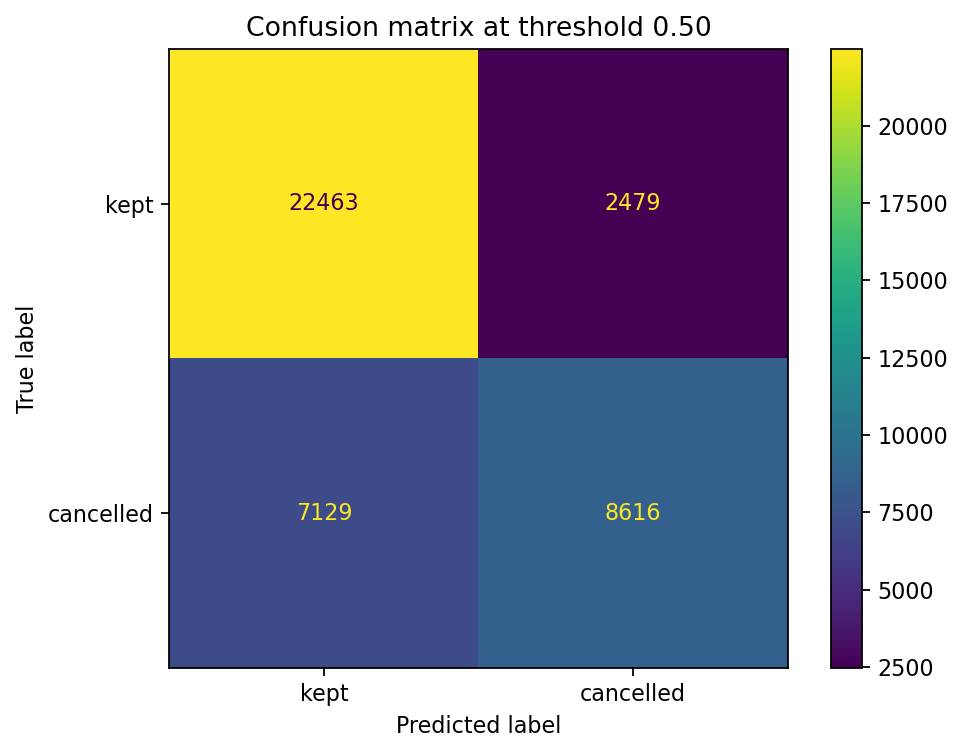 Confusion matrix at threshold 0.50
True label
kept
22463
2479
cancelled
7129
8616
kept
cancelled
Predicted label
20000
17500
15000
12500
10000
7500
5000
2500